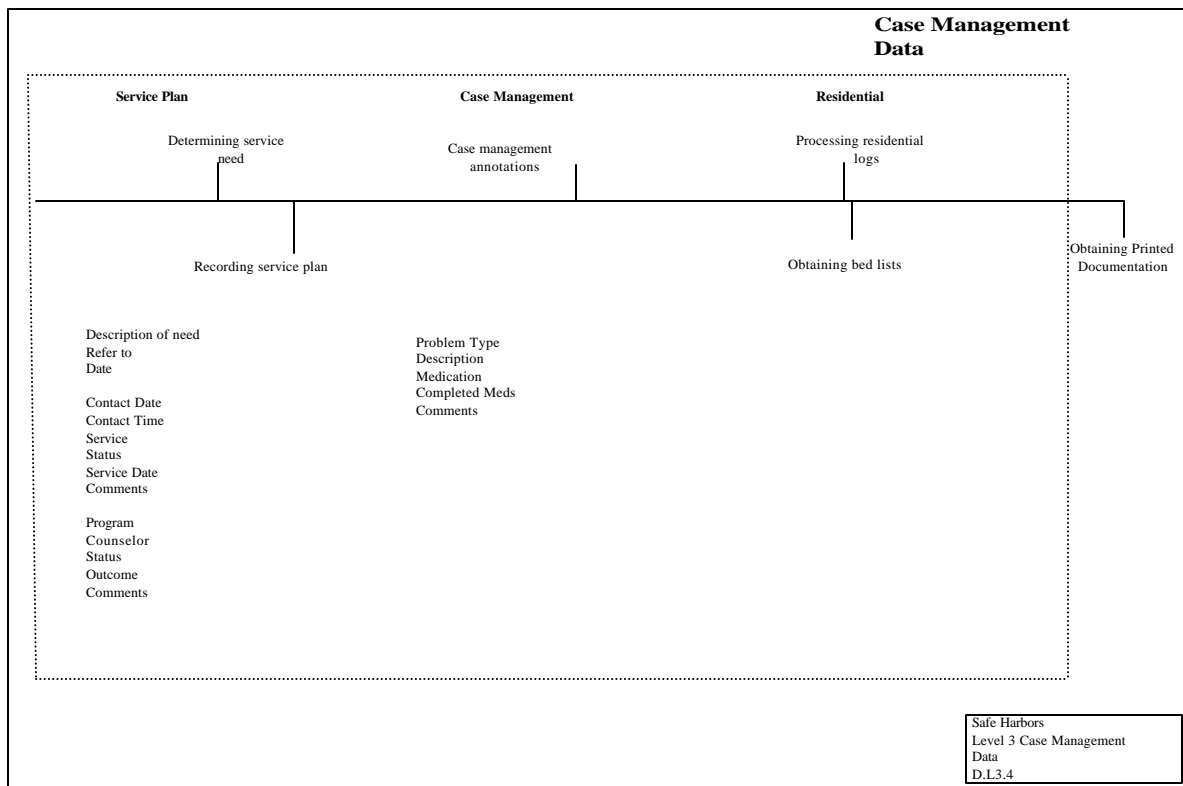 Case Management
Data
Service Plan
Case Management
Residential
Determining service
need
Case management
annotations
Processing residential
logs
Recording service plan
Obtaining bed lists
Obtaining Printed
Documentation
Description of need
Refer to
Date
Contact Date
Contact Time
Service
Status
Service Date
Comments
Program
Counselor
Status
Outcome
Comments
Problem Type
Description
Medication
Completed Meds
Comments
Safe Harbors
Level 3 Case Management
Data
D.L3.4